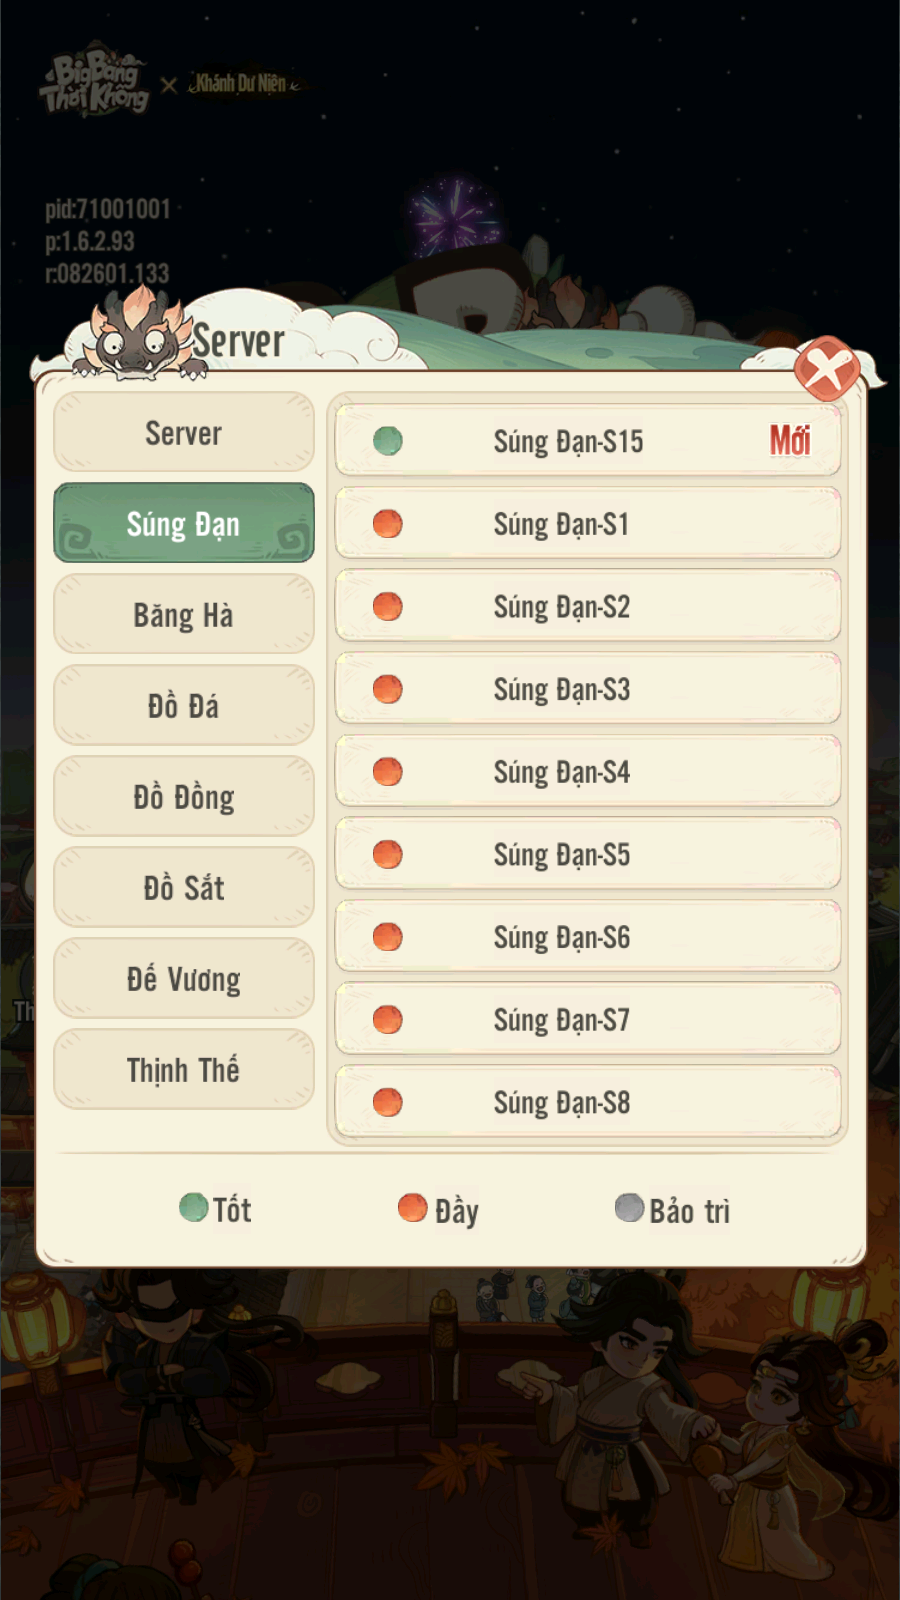 BigBang
Thời Không
×
Khánh Dư Niên
pid:71001001
p:1.6.2.93
r:082601.133
Server
Server
Súng Đạn
Băng Hà
Đồ Đá
Đồ Đồng
Đồ Sắt
Đế Vương
Thịnh Thế
Súng Đạn-S15 Mới
Súng Đạn-S1
Súng Đạn-S2
Súng Đạn-S3
Súng Đạn-S4
Súng Đạn-S5
Súng Đạn-S6
Súng Đạn-S7
Súng Đạn-S8
Tốt Đầy Bảo trì
Th